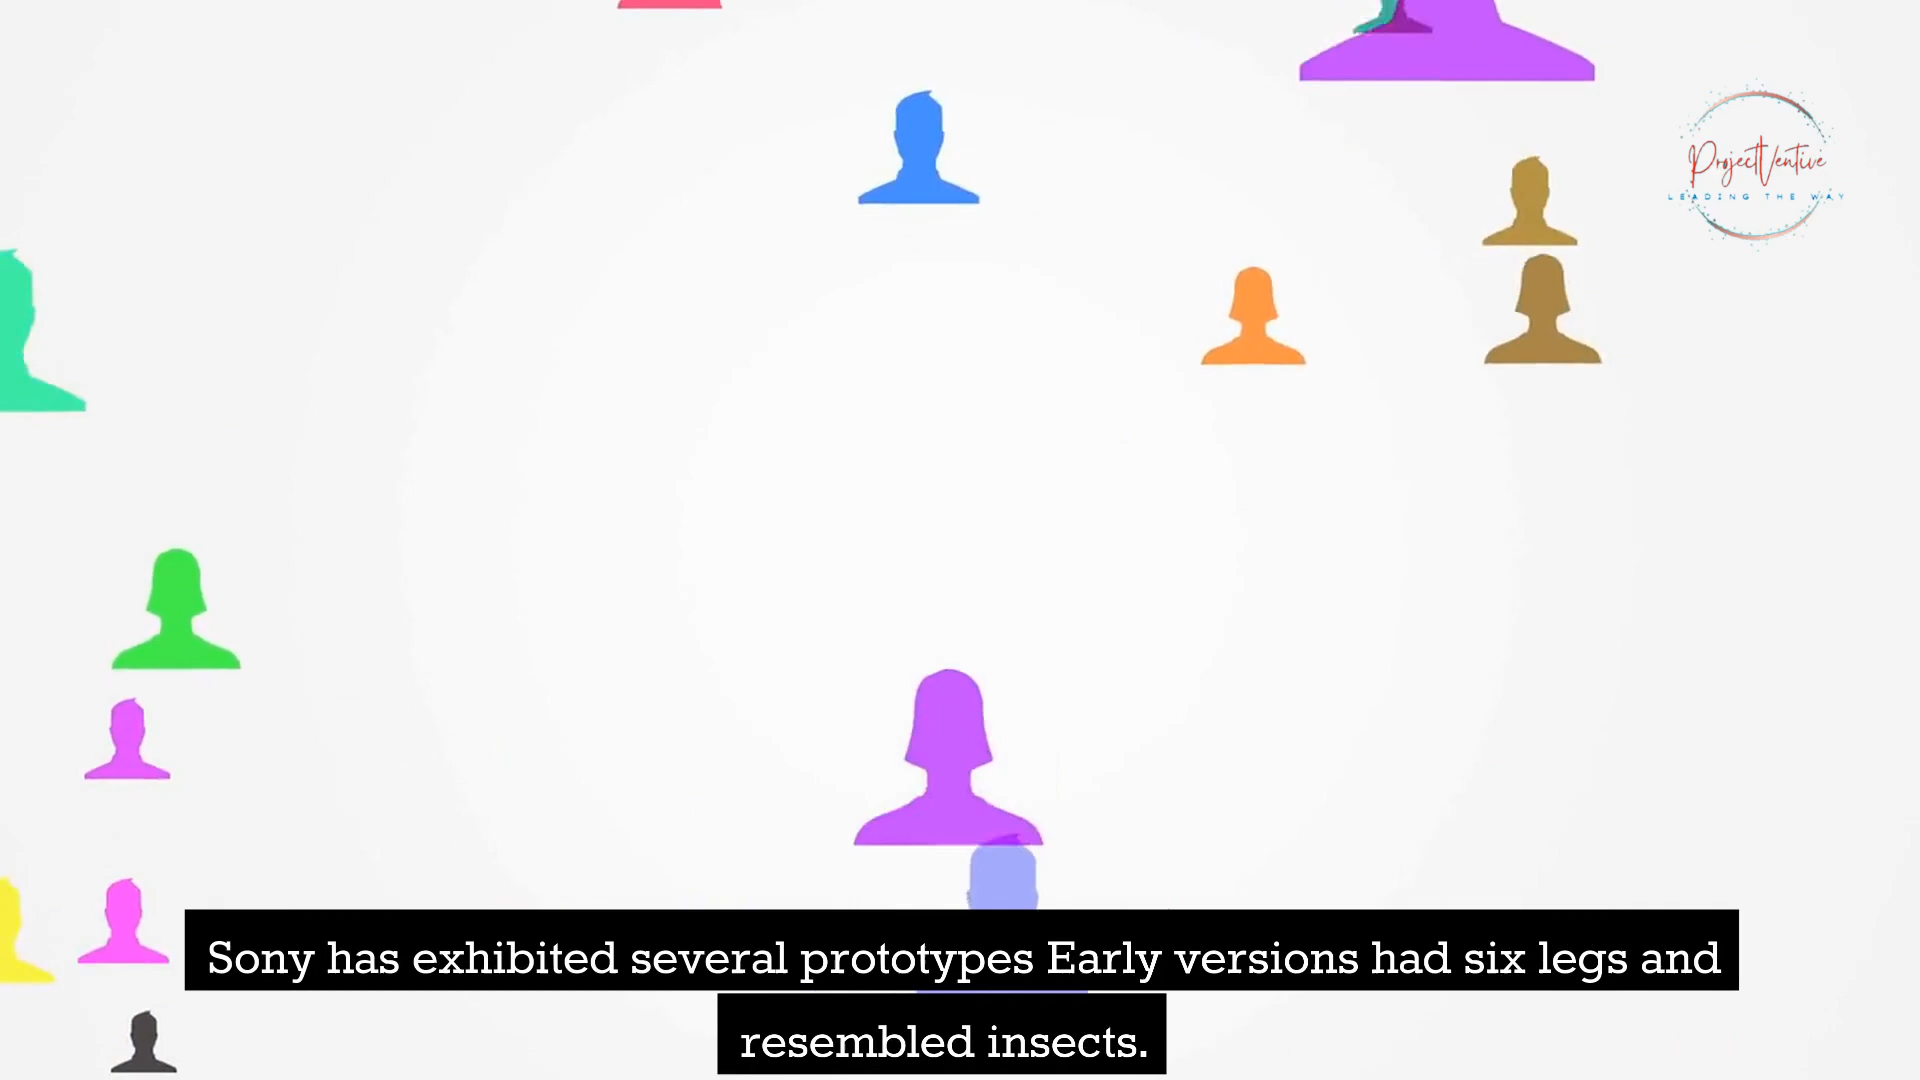 ProjectVentive
LEADING THE WAY
Sony has exhibited several prototypes Early versions had six legs and
resembled insects.